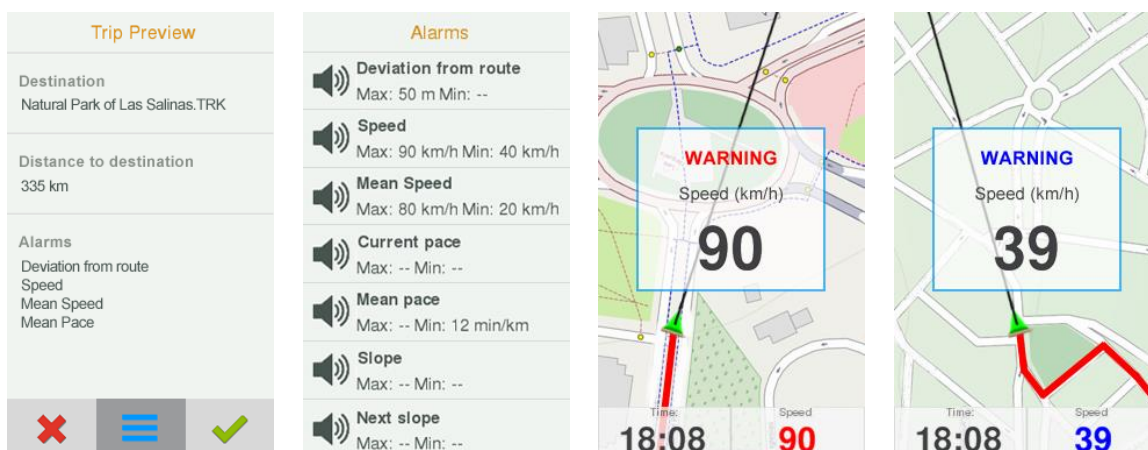 Trip Preview
Destination
Natural Park of Las Salinas.TRK
Distance to destination
335 km
Alarms
Deviation from route
Speed
Mean Speed
Mean Pace
Alarms
Deviation from route
Max: 50 m Min: --
Speed
Max: 90 km/h Min: 40 km/h
Mean Speed
Max: 80 km/h Min: 20 km/h
Current pace
Max: -- Min: --
Mean pace
Max: -- Min: 12 min/km
Slope
Max: -- Min: --
Next slope
Max: -- Min: --
WARNING
Speed (km/h)
90
Time:
Speed
18:08
90
WARNING
Speed (km/h)
39
Time:
Speed
18:08
39